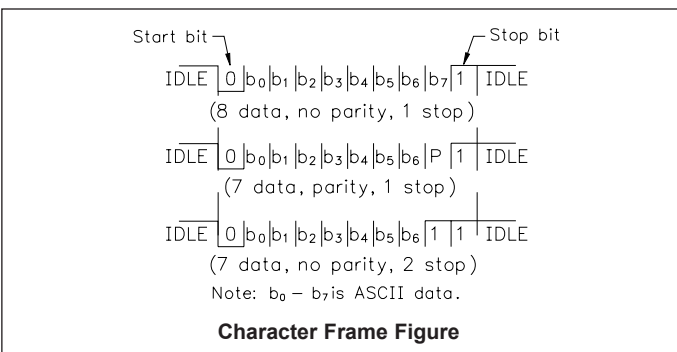 Start bit Stop bit
IDLE 0 b₀ b₁ b₂ b₃ b₄ b₅ b₆ b₇ 1 IDLE
(8 data, no parity, 1 stop)
IDLE 0 b₀ b₁ b₂ b₃ b₄ b₅ b₆ P 1 IDLE
(7 data, parity, 1 stop)
IDLE 0 b₀ b₁ b₂ b₃ b₄ b₅ b₆ 1 1 IDLE
(7 data, no parity, 2 stop)
Note: b₀ – b₇is ASCII data.
Character Frame Figure